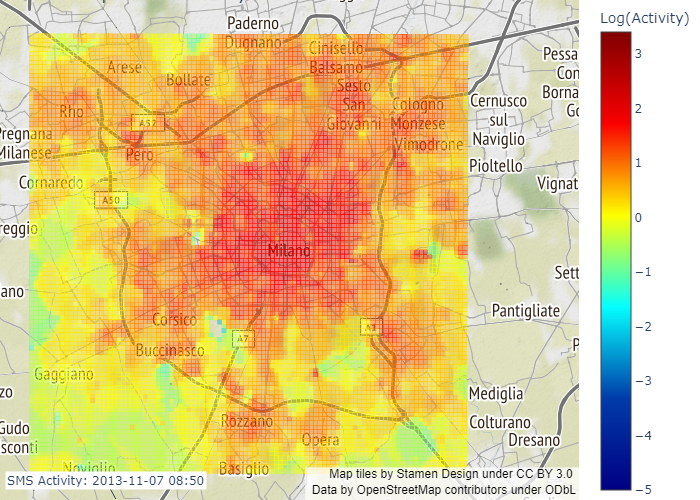 Paderno
Dugnano
Log(Activity)
Cinisello
Balsamo
Arese
Bollate
Sesto
San
Giovanni
Pessa
Con
Borna
Go
Rho
Cologno
Monzese
Cernusco
sul
Naviglio
A52
Pregnana
Milanese
Pero
Vimodrone
Pioltello
Cornaredo
Vignat
A50
reggio
Milano
Sett
ano
Pantigliate
Corsico
A7
A1
Buccinasco
P
Gaggiano
zo
Mediglia
Rozzano
Colturano
Gudo
sconti
Opera
Dresano
Noviglio
Basiglio
SMS Activity: 2013-11-07 08:50
Map tiles by Stamen Design under CC BY 3.0
Data by OpenStreetMap contributors under ODbL
3
2
1
0
−1
−2
−3
−4
−5